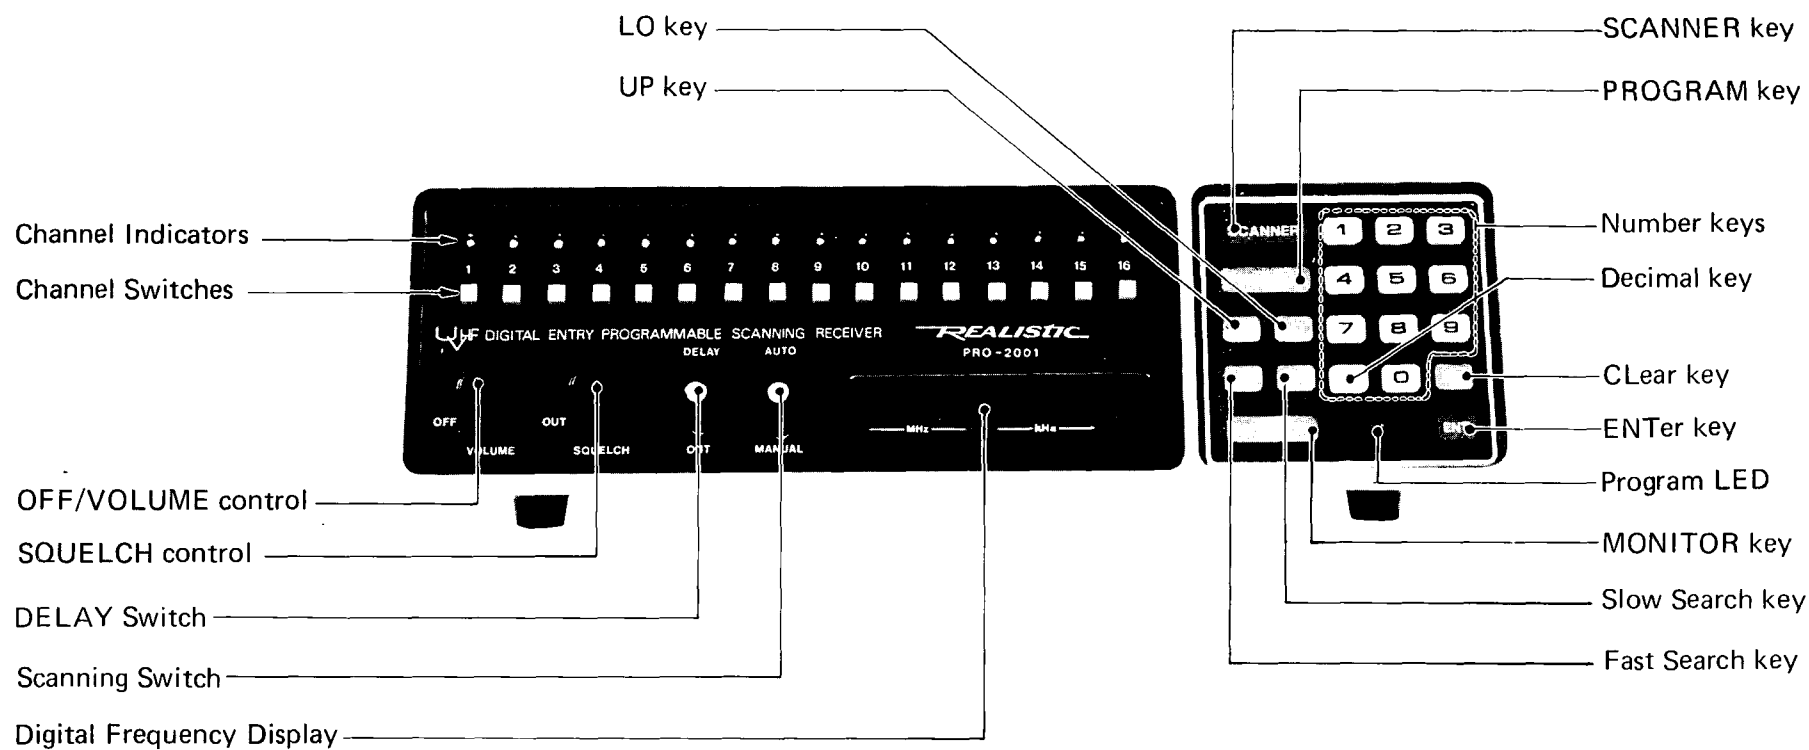 LO key
UP key
SCANNER key
PROGRAM key
Channel Indicators
Channel Switches
1 2 3 4 5 6 7 8 9 10 11 12 13 14 15 16
UHF DIGITAL ENTRY PROGRAMMABLE SCANNING RECEIVER
REALISTIC
PRO-2001
DELAY
AUTO
OFF
VOLUME
OUT
SQUELCH
OUT
MANUAL
MHz
kHz
SCANNER
1 2 3
4 5 6
7 8 9
0
ENT
Number keys
Decimal key
CLear key
ENTer key
Program LED
MONITOR key
Slow Search key
Fast Search key
OFF/VOLUME control
SQUELCH control
DELAY Switch
Scanning Switch
Digital Frequency Display